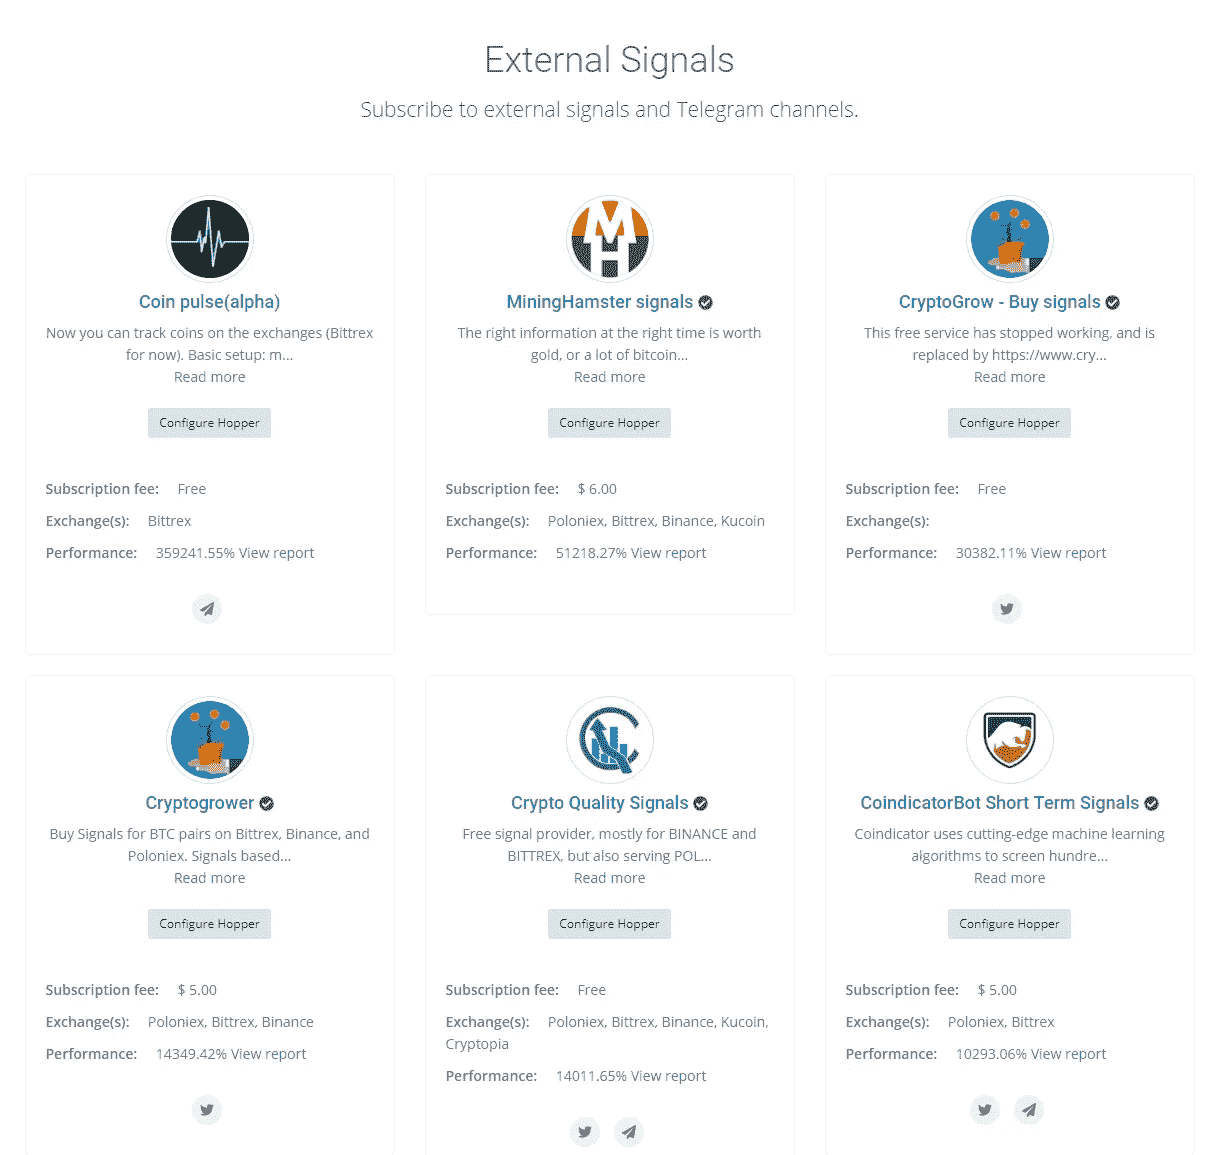 External Signals
Subscribe to external signals and Telegram channels.
Coin pulse(alpha)
Now you can track coins on the exchanges (Bittrex
for now). Basic setup: m...
Read more
Configure Hopper
Subscription fee: Free
Exchange(s): Bittrex
Performance: 359241.55% View report
MH
MiningHamster signals
The right information at the right time is worth
gold, or a lot of bitcoin...
Read more
Configure Hopper
Subscription fee: $ 6.00
Exchange(s): Poloniex, Bittrex, Binance, Kucoin
Performance: 51218.27% View report
CryptoGrow - Buy signals
This free service has stopped working, and is
replaced by https://www.cry...
Read more
Configure Hopper
Subscription fee: Free
Exchange(s):
Performance: 30382.11% View report
Cryptogrower
Buy Signals for BTC pairs on Bittrex, Binance, and
Poloniex. Signals based...
Read more
Configure Hopper
Subscription fee: $ 5.00
Exchange(s): Poloniex, Bittrex, Binance
Performance: 14349.42% View report
Crypto Quality Signals
Free signal provider, mostly for BINANCE and
BITTREX, but also serving POL...
Read more
Configure Hopper
Subscription fee: Free
Exchange(s): Poloniex, Bittrex, Binance, Kucoin,
Cryptopia
Performance: 14011.65% View report
CoindicatorBot Short Term Signals
Coindicator uses cutting-edge machine learning
algorithms to screen hundre...
Read more
Configure Hopper
Subscription fee: $ 5.00
Exchange(s): Poloniex, Bittrex
Performance: 10293.06% View report